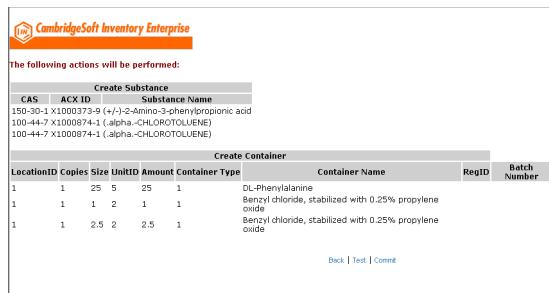 CambridgeSoft Inventory Enterprise
The following actions will be performed:
Create Substance
CAS ACX ID Substance Name
150-30-1 X1000373-9 (+/-)-2-Amino-3-phenylpropionic acid
100-44-7 X1000874-1 (.alpha.-CHLOROTOLUENE)
100-44-7 X1000874-1 (.alpha.-CHLOROTOLUENE)
Create Container
LocationID Copies Size UnitID Amount Container Type Container Name RegID Batch Number
1 1 25 5 25 1 DL-Phenylalanine
1 1 1 2 1 1 Benzyl chloride, stabilized with 0.25% propylene oxide
1 1 2.5 2 2.5 1 Benzyl chloride, stabilized with 0.25% propylene oxide
Back | Test | Commit